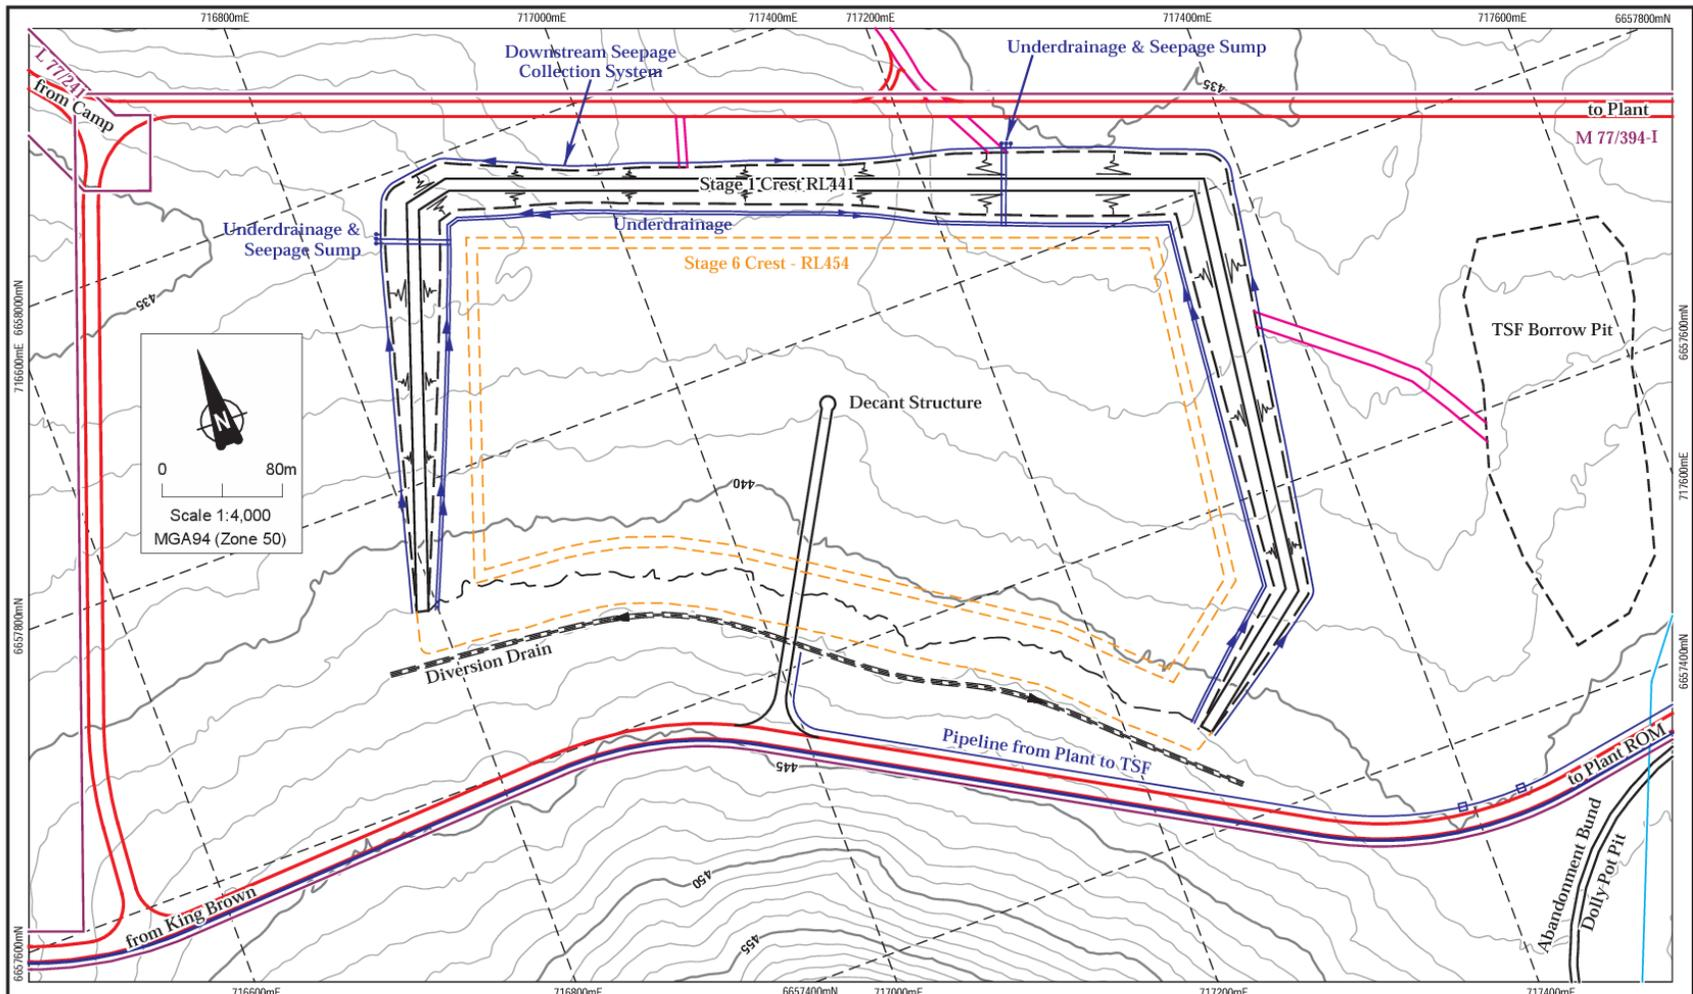 716800mE
717000mE
717400mE
717200mE
717400mE
717600mE
6657800mN
L 77/241
from Camp
Downstream Seepage
Collection System
Underdrainage & Seepage Sump
435
to Plant
M 77/394-I
Stage 1 Crest RL441
Underdrainage &
Seepage Sump
Underdrainage
Stage 6 Crest - RL454
435
6658000mN
716600mE
N
0 80m
Scale 1:4,000
MGA94 (Zone 50)
TSF Borrow Pit
6657600mN
Decant Structure
440
717600mE
6657800mN
Diversion Drain
6657400mN
Pipeline from Plant to TSF
445
to Plant ROM
450
455
from King Brown
Abandonment Bund
Dolly Pot Pit
6657600mN
716600mE
716800mE
6657400mN
717000mE
717200mE
717400mE